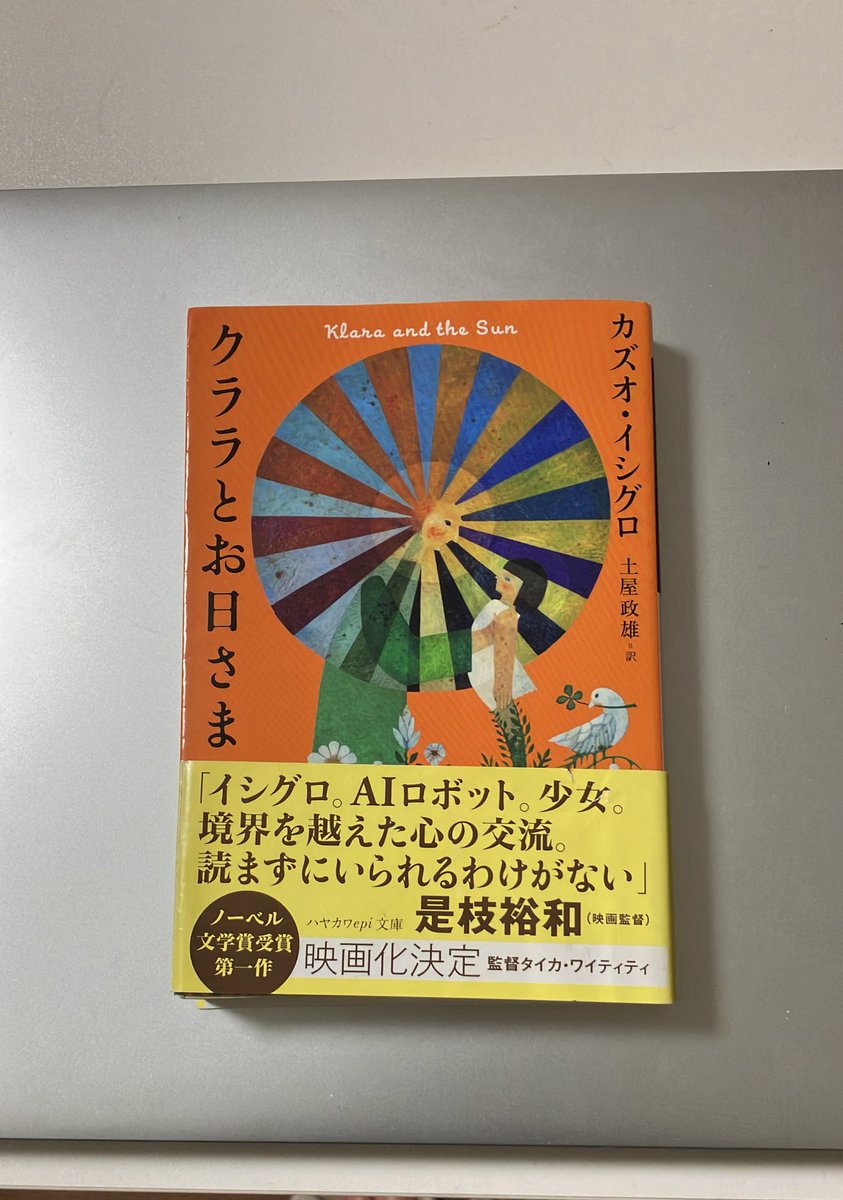 Klara and the Sun
クララとお日さま
カズオ・イシグロ
土屋政雄=訳
「イシグロ。AIロボット。少女。
境界を越えた心の交流。
読まずにいられるわけがない」
是枝裕和(映画監督)
ハヤカワepi文庫
ノーベル
文学賞受賞
第一作
映画化決定 監督タイカ・ワイティティ